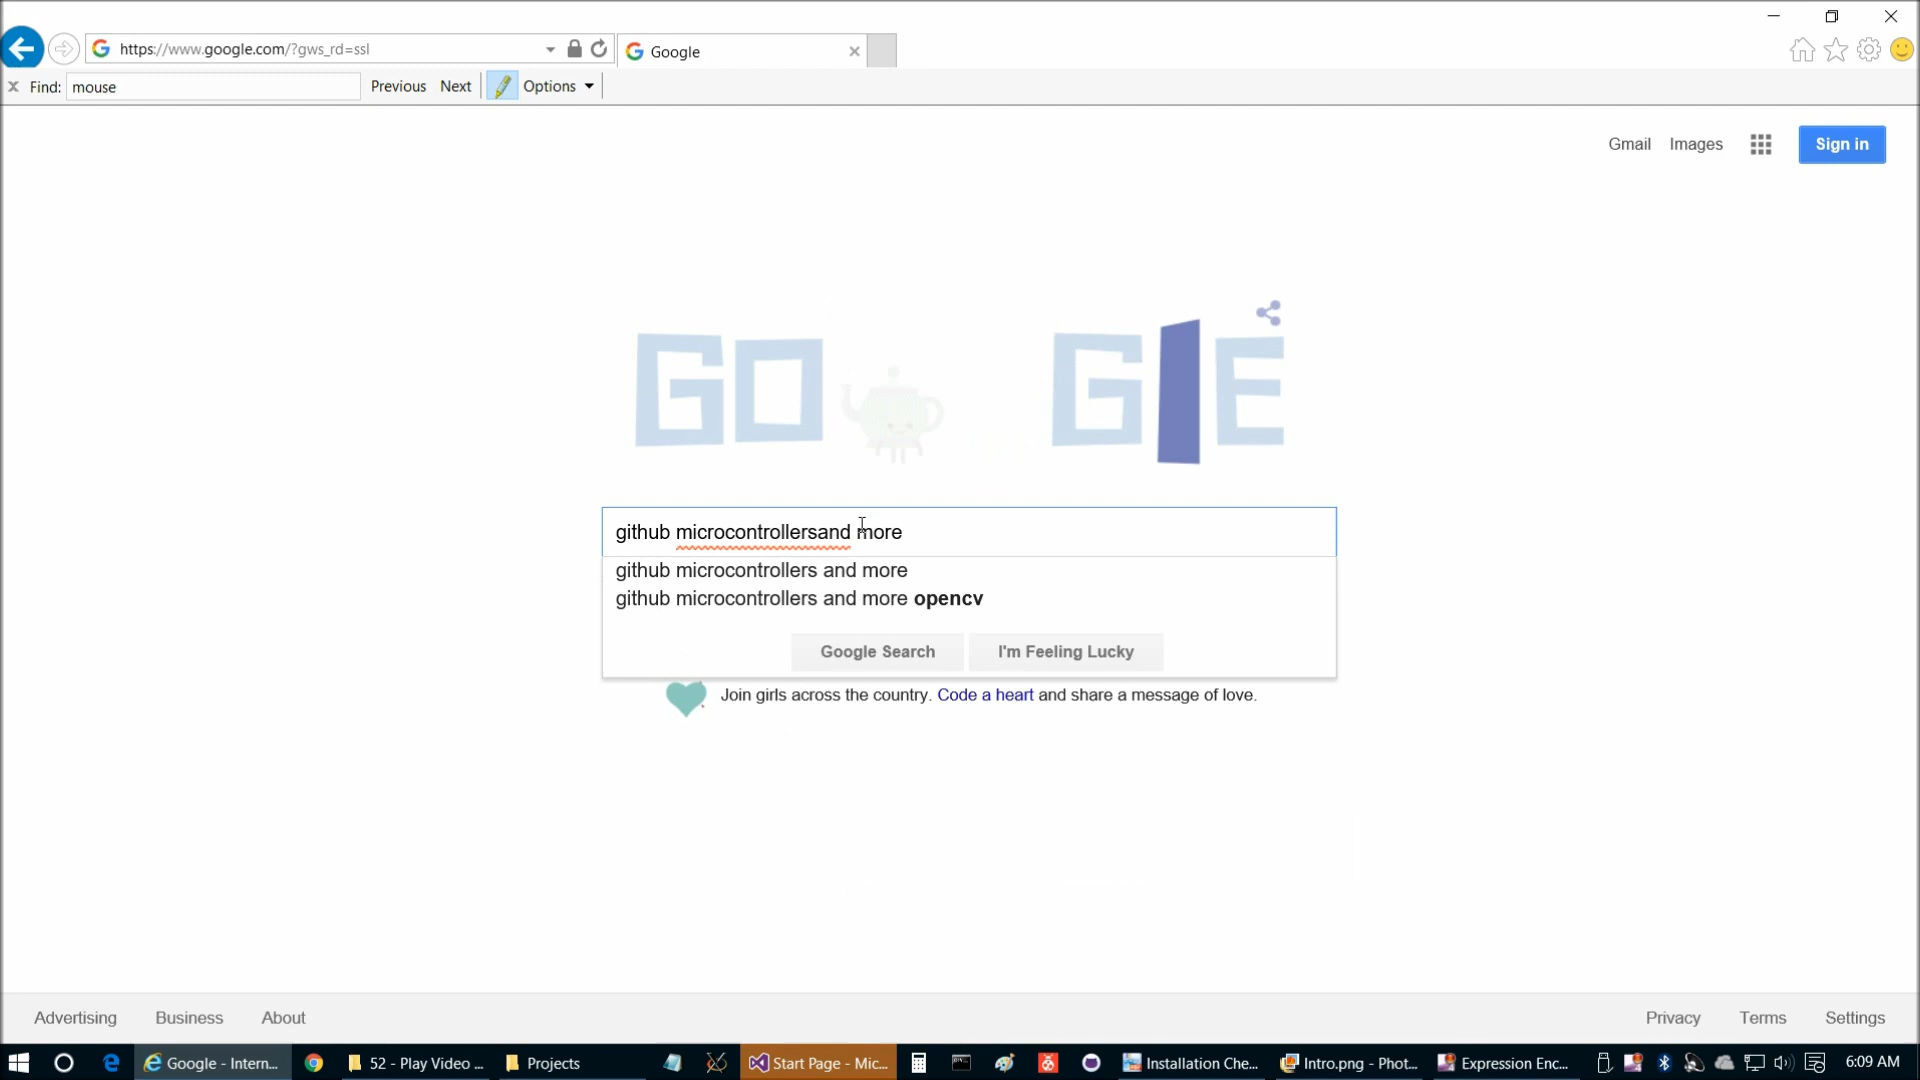 https://www.google.com/?gws_rd=ssl
Google
Find: mouse Previous Next Options
Gmail Images Sign in
GO GlE
github microcontrollersand more
github microcontrollers and more
github microcontrollers and more opencv
Google Search I'm Feeling Lucky
Join girls across the country. Code a heart and share a message of love.
Advertising Business About Privacy Terms Settings
Google - Intern... 52 - Play Video ... Projects Start Page - Mic... Installation Che... Intro.png - Phot... Expression Enc... 6:09 AM